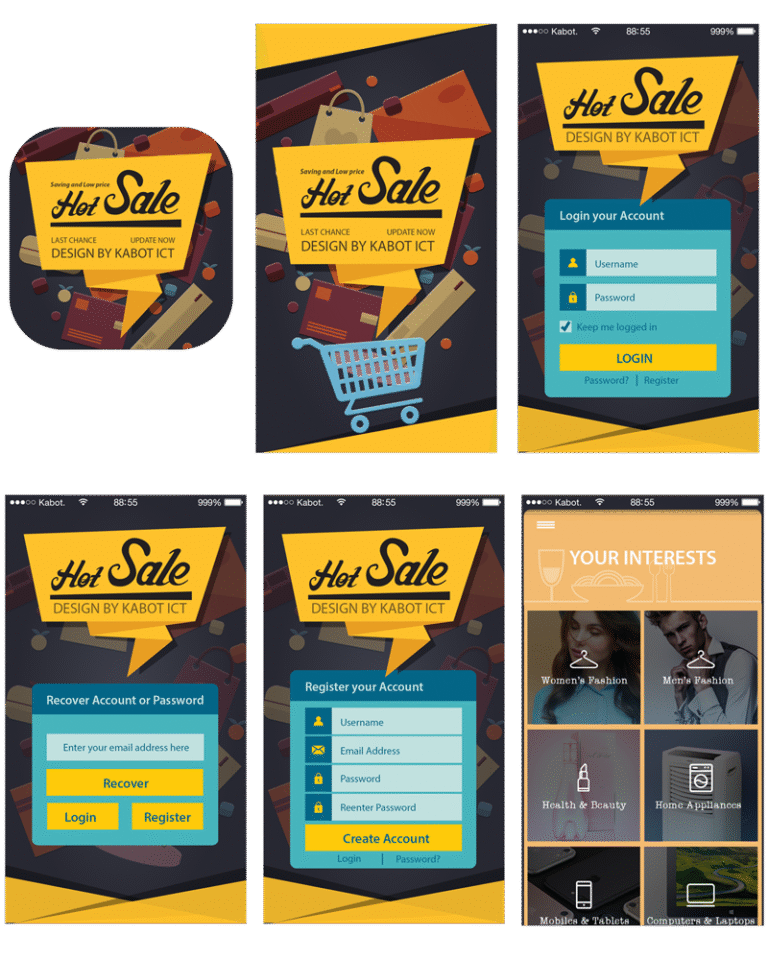 Saving and Low price
Hot Sale
LAST CHANCE UPDATE NOW
DESIGN BY KABOT ICT
Saving and Low price
Hot Sale
LAST CHANCE UPDATE NOW
DESIGN BY KABOT ICT
Kabot. 88:55 999%
Hot Sale
DESIGN BY KABOT ICT
Login your Account
Username
Password
Keep me logged in
LOGIN
Password? | Register
Kabot. 88:55 999%
Hot Sale
DESIGN BY KABOT ICT
Recover Account or Password
Enter your email address here
Recover
Login Register
Kabot. 88:55 999%
Hot Sale
DESIGN BY KABOT ICT
Register your Account
Username
Email Address
Password
Reenter Password
Create Account
Login | Password?
Kabot. 88:55 999%
YOUR INTERESTS
Women's Fashion Men's Fashion
Health & Beauty Home Appliances
Mobiles & Tablets Computers & Laptops